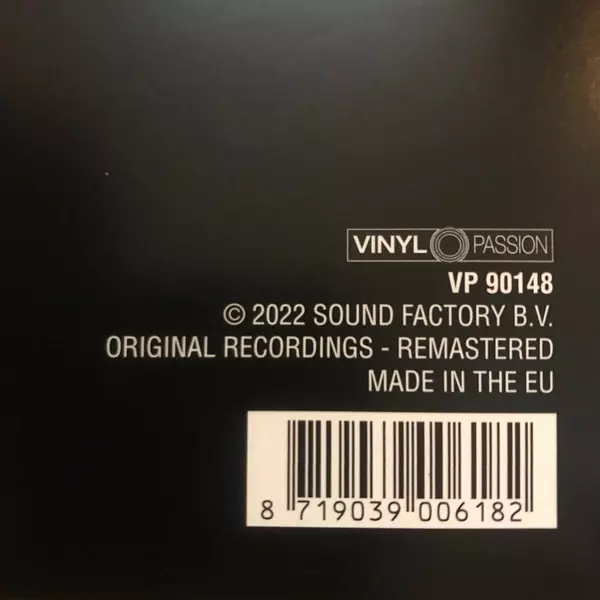 VINYL PASSION
VP 90148
© 2022 SOUND FACTORY B.V.
ORIGINAL RECORDINGS - REMASTERED
MADE IN THE EU
8 719039 006182